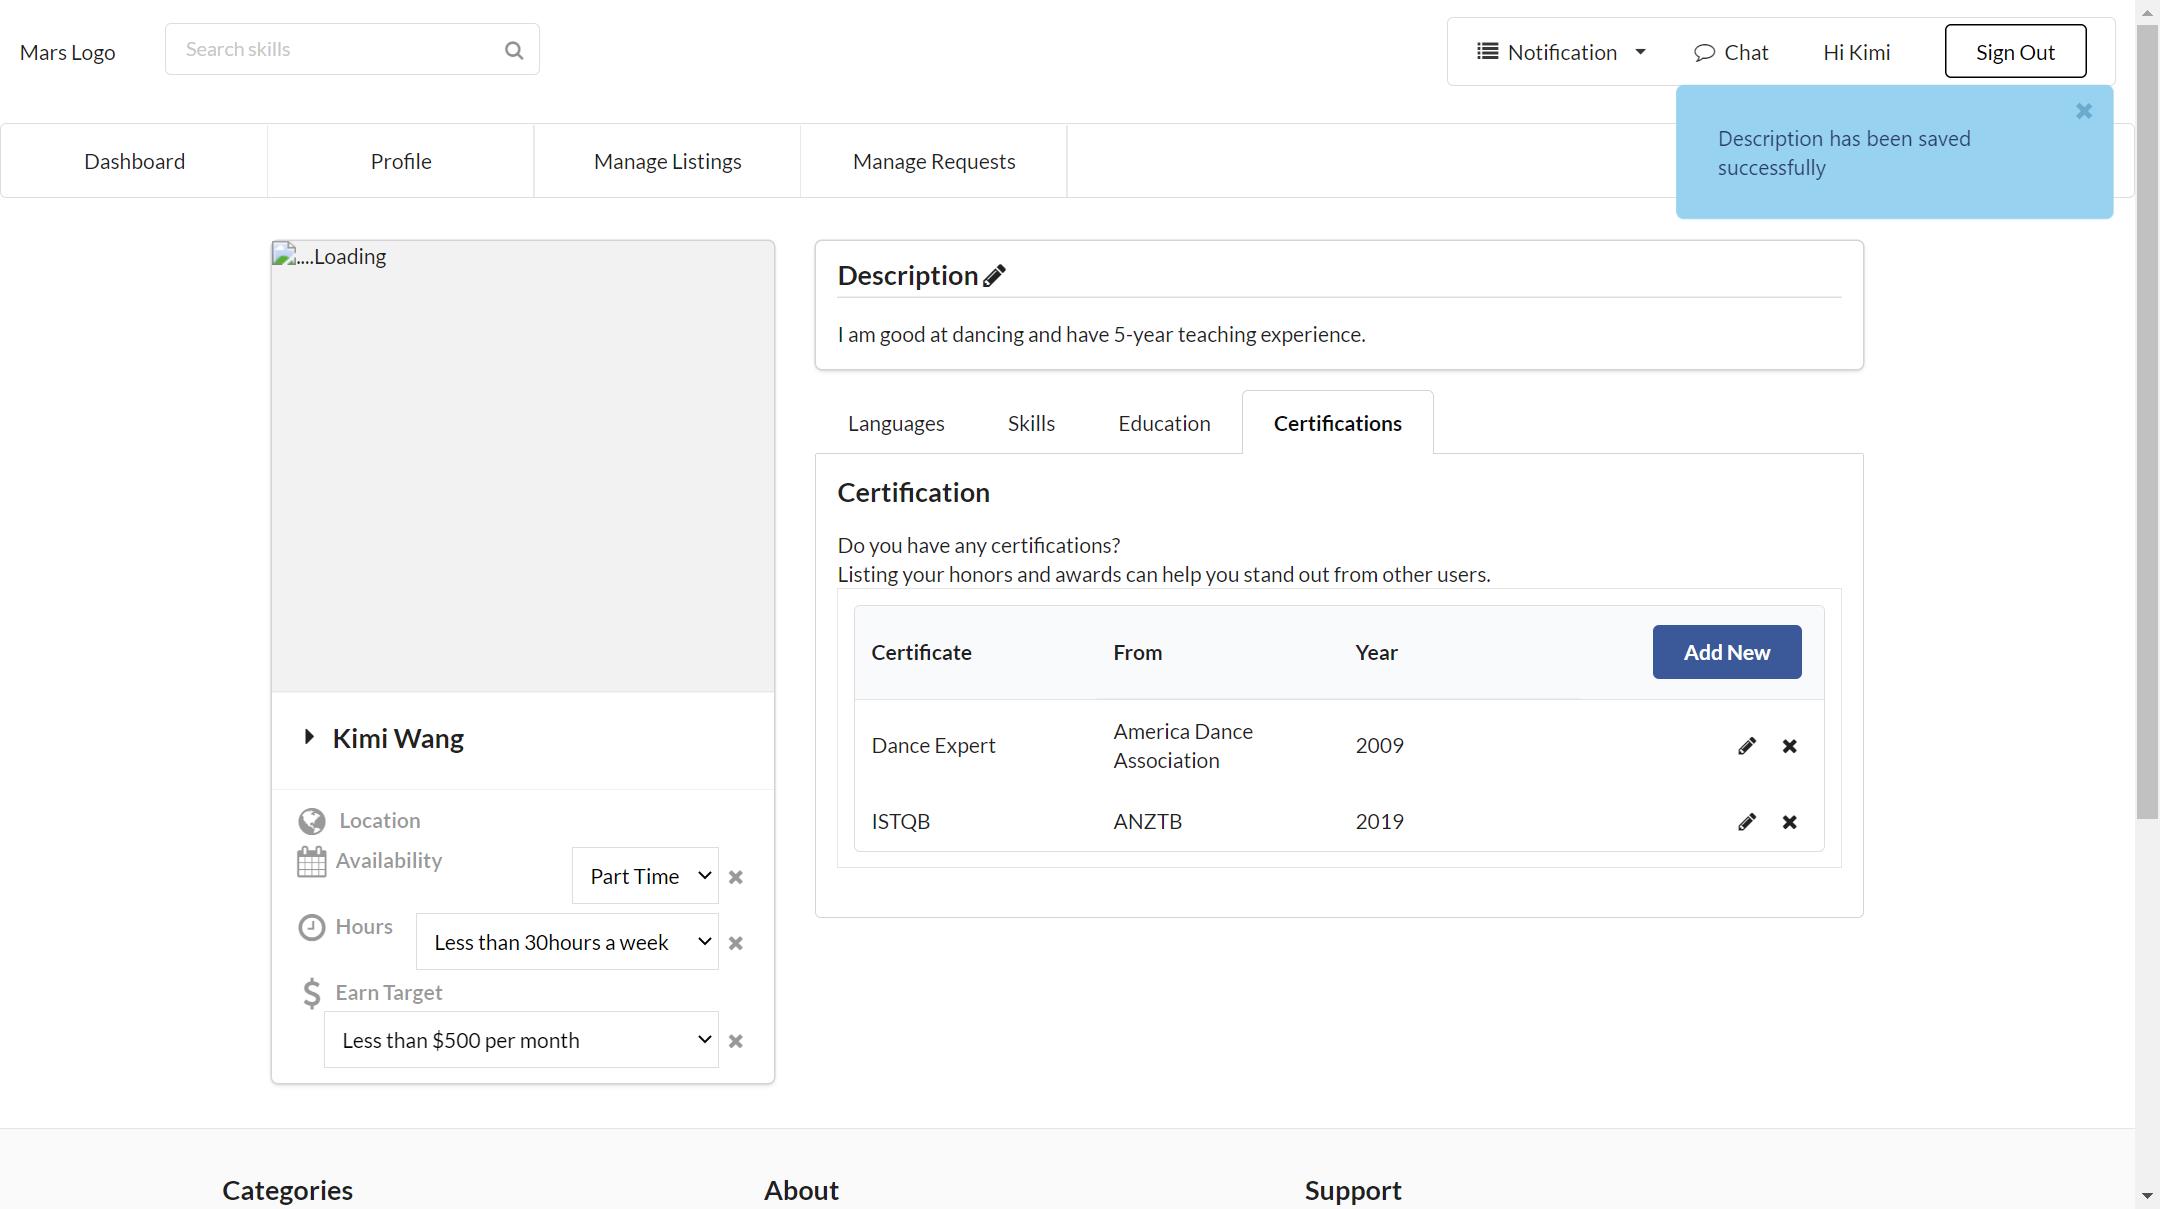 Mars Logo
Search skills
Notification
Chat
Hi Kimi
Sign Out
Description has been saved
successfully
Dashboard
Profile
Manage Listings
Manage Requests
....Loading
Description
I am good at dancing and have 5-year teaching experience.
Languages
Skills
Education
Certifications
Certification
Do you have any certifications?
Listing your honors and awards can help you stand out from other users.
Certificate
From
Year
Add New
Dance Expert
America Dance
Association
2009
ISTQB
ANZTB
2019
Kimi Wang
Location
Availability
Part Time
Hours
Less than 30hours a week
Earn Target
Less than $500 per month
Categories
About
Support